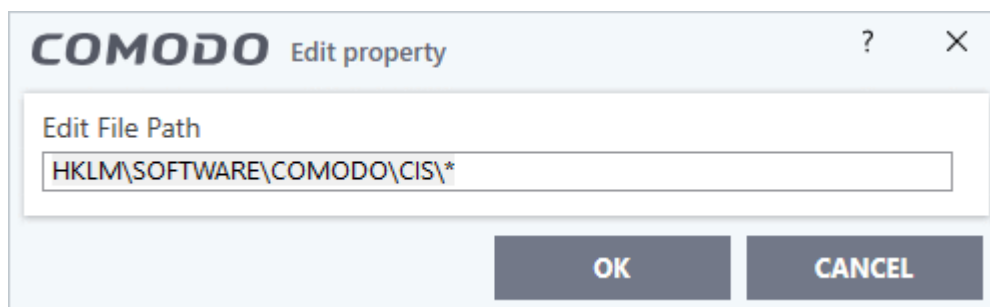 COMODO Edit property ? ×
Edit File Path
HKLM\SOFTWARE\COMODO\CIS\*
OK CANCEL